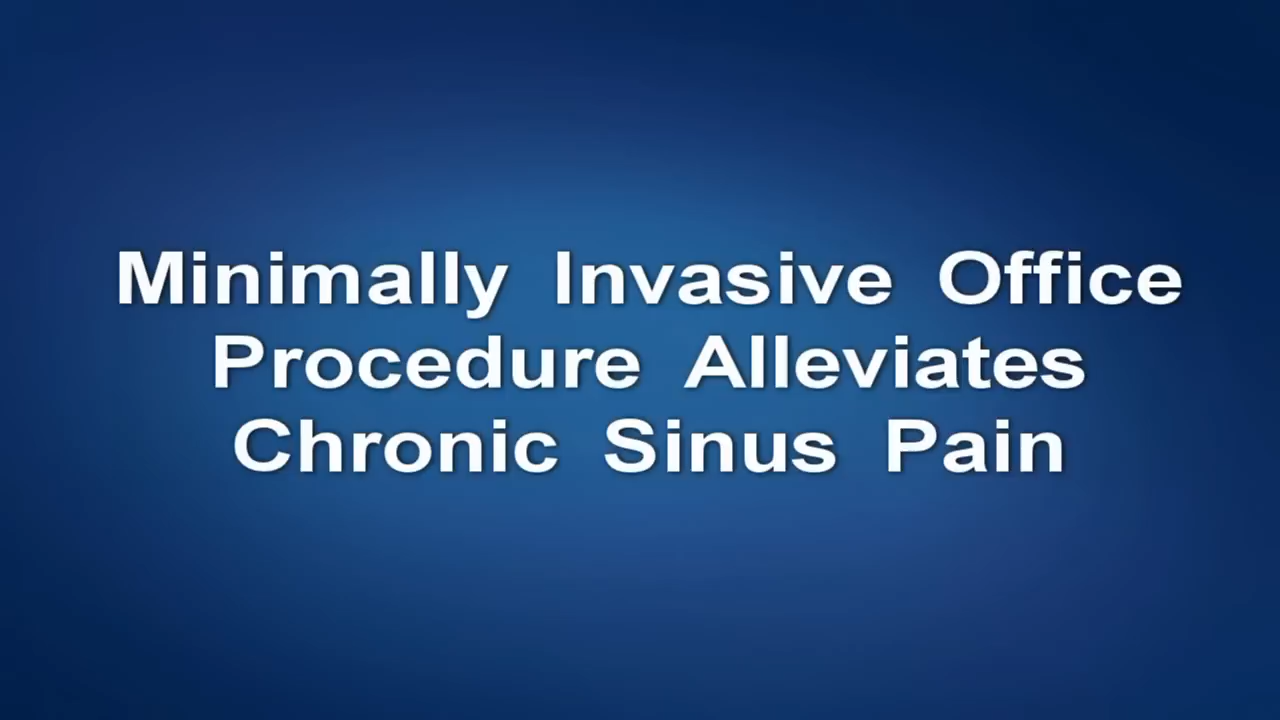 Minimally Invasive Office
Procedure Alleviates
Chronic Sinus Pain